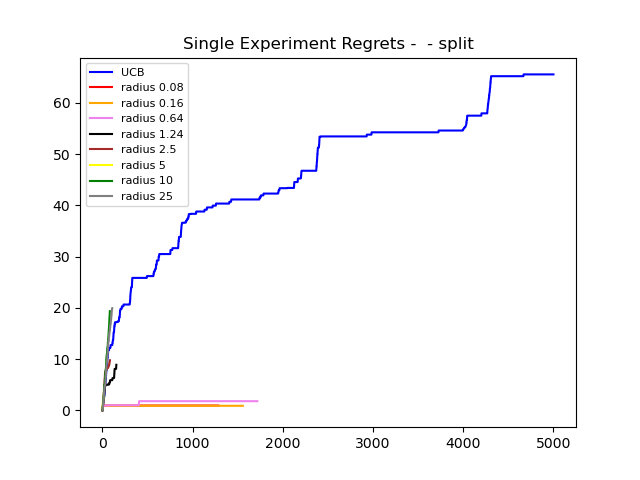 Single Experiment Regrets -  - split
UCB
radius 0.08
radius 0.16
radius 0.64
radius 1.24
radius 2.5
radius 5
radius 10
radius 25
60
50
40
30
20
10
0
0 1000 2000 3000 4000 5000